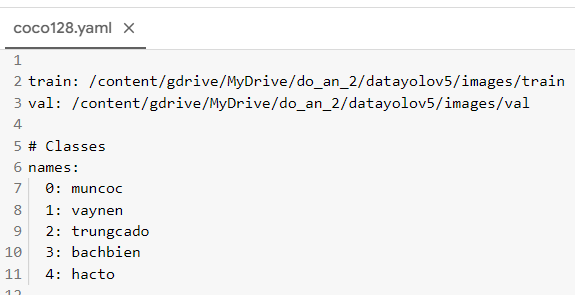 coco128.yaml ×
1
2 train: /content/gdrive/MyDrive/do_an_2/datayolov5/images/train
3 val: /content/gdrive/MyDrive/do_an_2/datayolov5/images/val
4
5 # Classes
6 names:
7   0: muncoc
8   1: vaynen
9   2: trungcado
10   3: bachbien
11   4: hacto
12